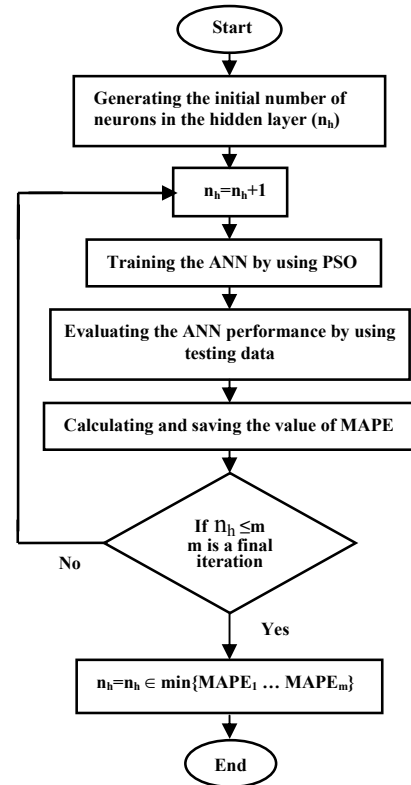 Start
Generating the initial number of
neurons in the hidden layer (nₕ)
nₕ=nₕ+1
Training the ANN by using PSO
Evaluating the ANN performance by using
testing data
Calculating and saving the value of MAPE
If nₕ ≤m
m is a final
iteration
No
Yes
nₕ=nₕ ∈ min{MAPE₁ … MAPEₘ}
End